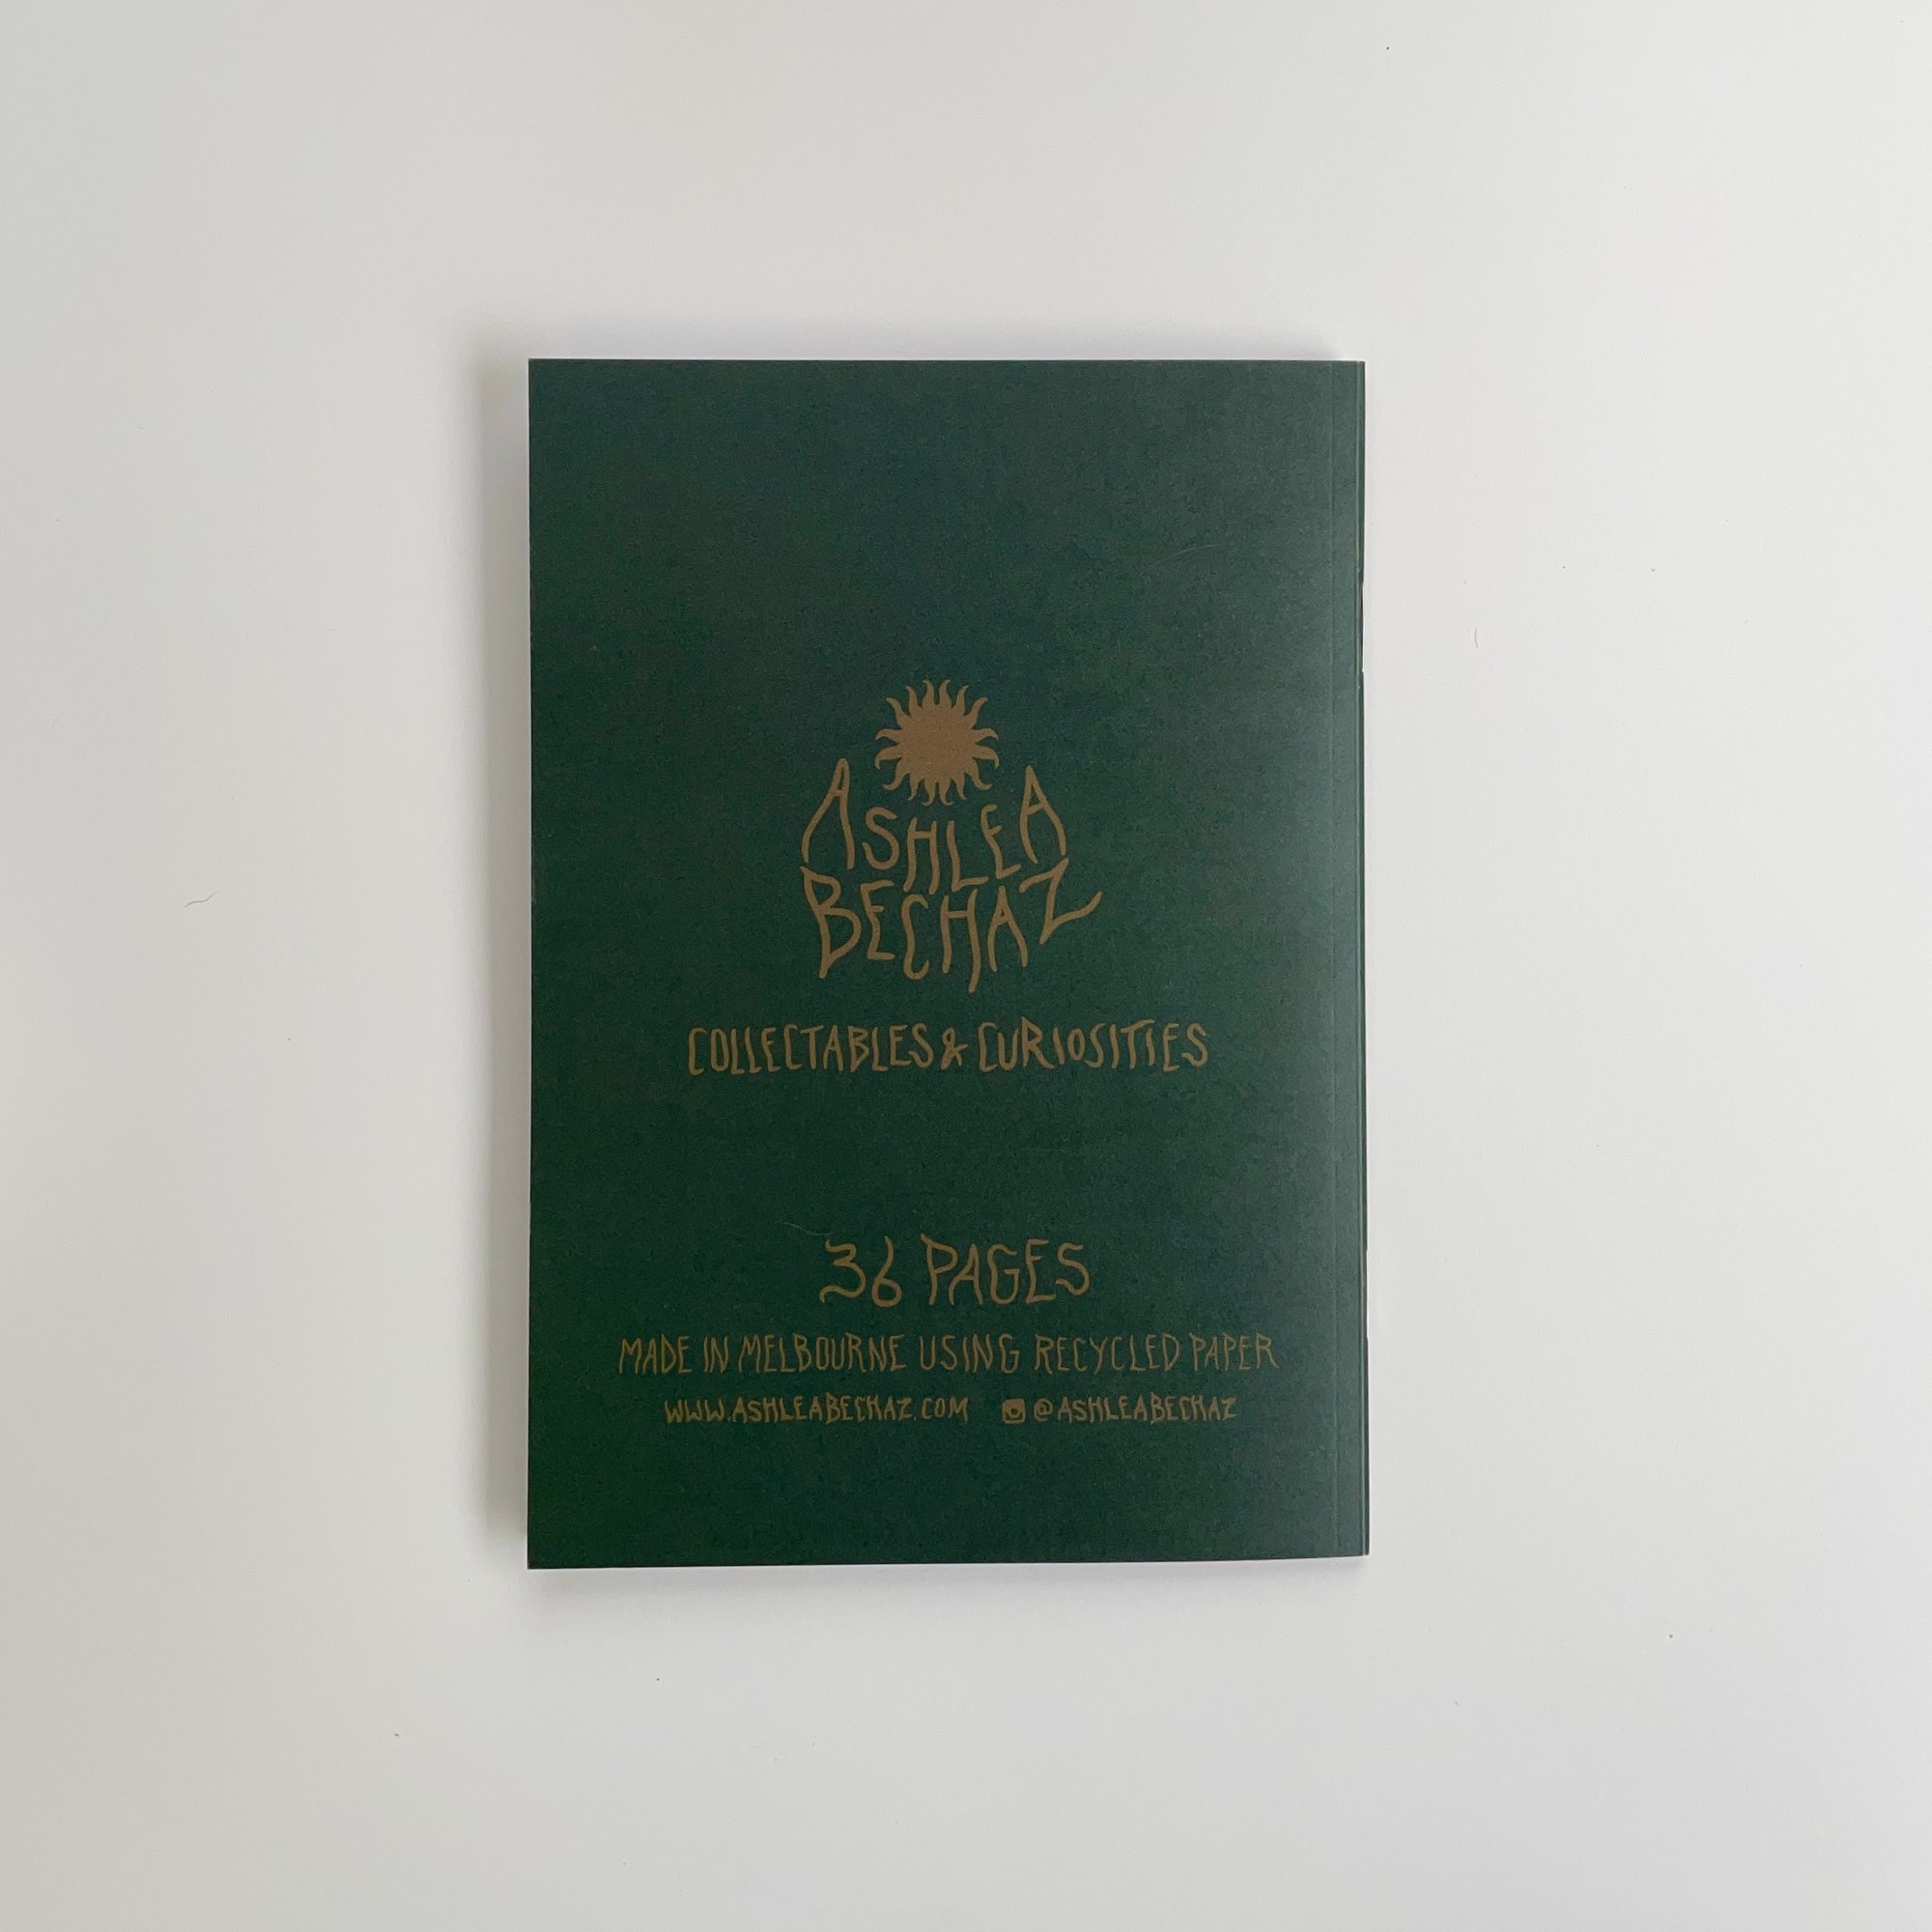 ASHLEA
BECHAZ
COLLECTABLES & CURIOSITIES
36 PAGES
MADE IN MELBOURNE USING RECYCLED PAPER
WWW.ASHLEABECHAZ.COM @ASHLEABECHAZ